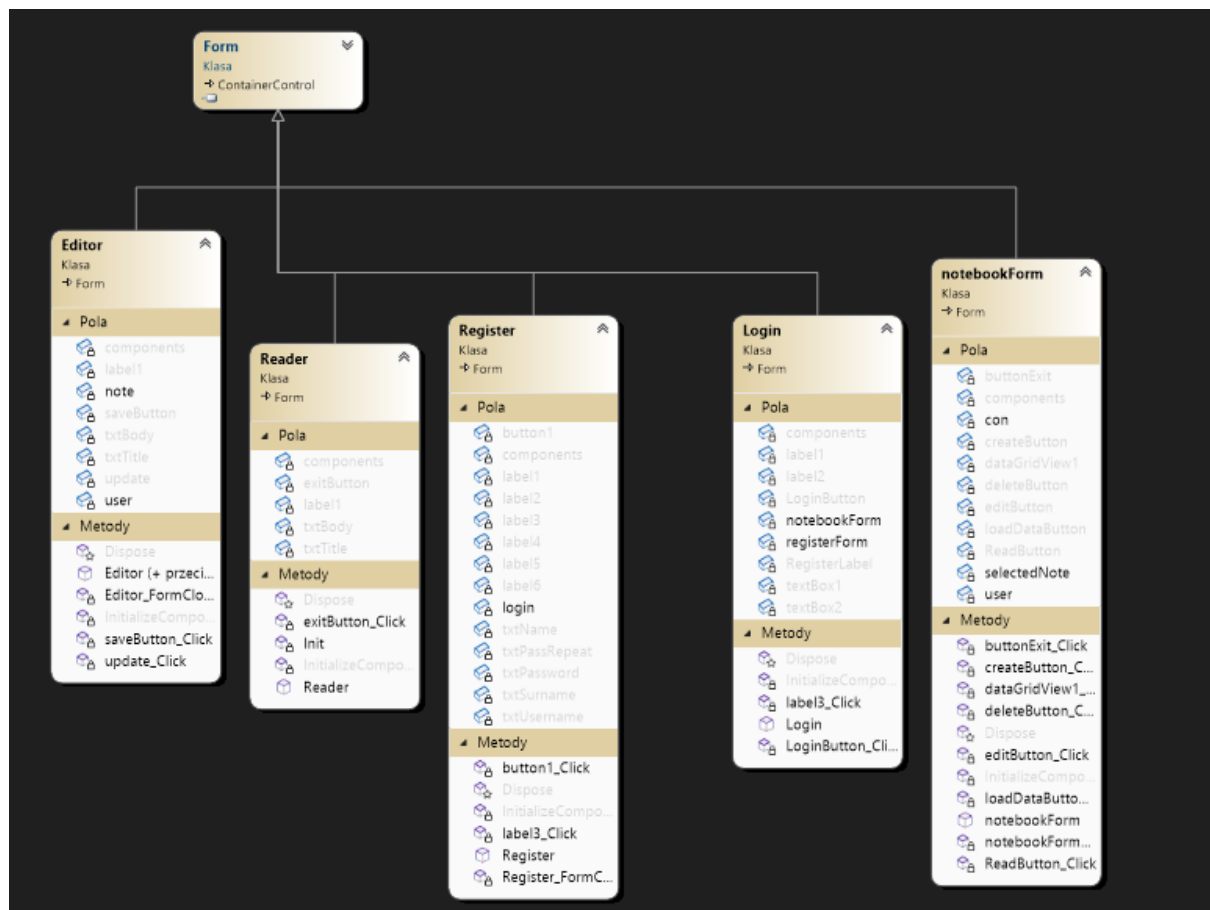 Form
Klasa
ContainerControl
Editor
Klasa
Form
Pola
components
label1
note
saveButton
txtBody
txtTitle
update
user
Metody
Dispose
Editor (+ przeci...
Editor_FormClo...
InitializeCompo...
saveButton_Click
update_Click
Reader
Klasa
Form
Pola
components
exitButton
label1
txtBody
txtTitle
Metody
Dispose
exitButton_Click
Init
InitializeCompo...
Reader
Register
Klasa
Form
Pola
button1
components
label1
label2
label3
label4
label5
label6
login
txtName
txtPassRepeat
txtPassword
txtSurname
txtUsername
Metody
button1_Click
Dispose
InitializeCompo...
label3_Click
Register
Register_FormC...
Login
Klasa
Form
Pola
components
label1
label2
LoginButton
notebookForm
registerForm
RegisterLabel
textBox1
textBox2
Metody
Dispose
InitializeCompo...
label3_Click
Login
LoginButton_Cli...
notebookForm
Klasa
Form
Pola
buttonExit
components
con
createButton
dataGridView1
deleteButton
editButton
loadDataButton
ReadButton
selectedNote
user
Metody
buttonExit_Click
createButton_C...
dataGridView1_...
deleteButton_C...
Dispose
editButton_Click
InitializeCompo...
loadDataButto...
notebookForm
notebookForm...
ReadButton_Click